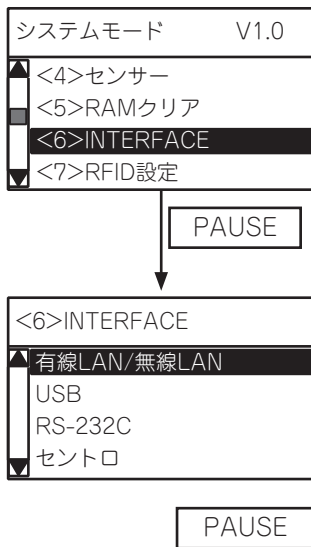 システムモード V1.0
<4>センサー
<5>RAMクリア
<6>INTERFACE
<7>RFID設定
PAUSE
<6>INTERFACE
有線LAN/無線LAN
USB
RS-232C
セントロ
PAUSE